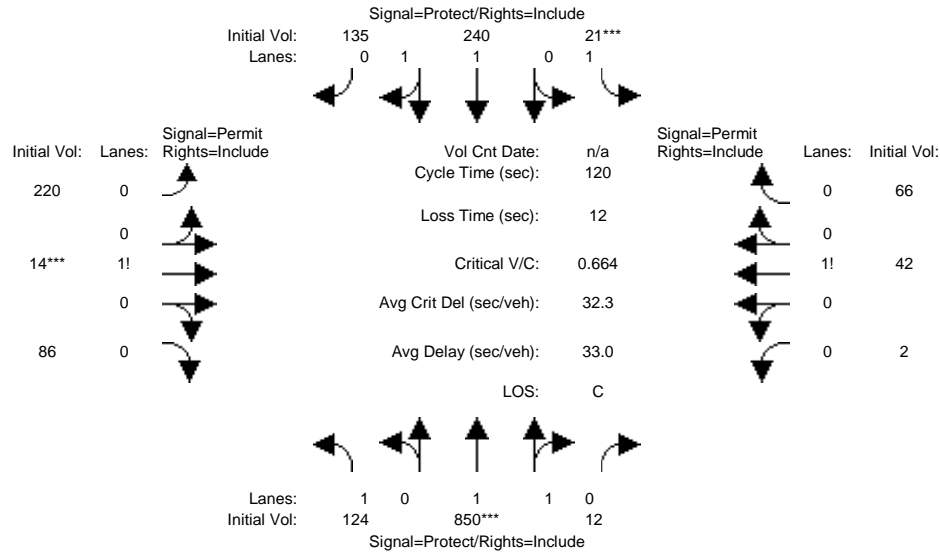 Signal=Protect/Rights=Include
Initial Vol: 135 240 21***
Lanes: 0 1 1 0 1
Signal=Permit Signal=Permit
Initial Vol: Lanes: Rights=Include Vol Cnt Date: n/a Rights=Include Lanes: Initial Vol:
Cycle Time (sec): 120
220 0 0 66
Loss Time (sec): 12
0 0
14*** 1! Critical V/C: 0.664 1! 42
0 Avg Crit Del (sec/veh): 32.3 0
86 0 Avg Delay (sec/veh): 33.0 0 2
LOS: C
Lanes: 1 0 1 1 0
Initial Vol: 124 850*** 12
Signal=Protect/Rights=Include